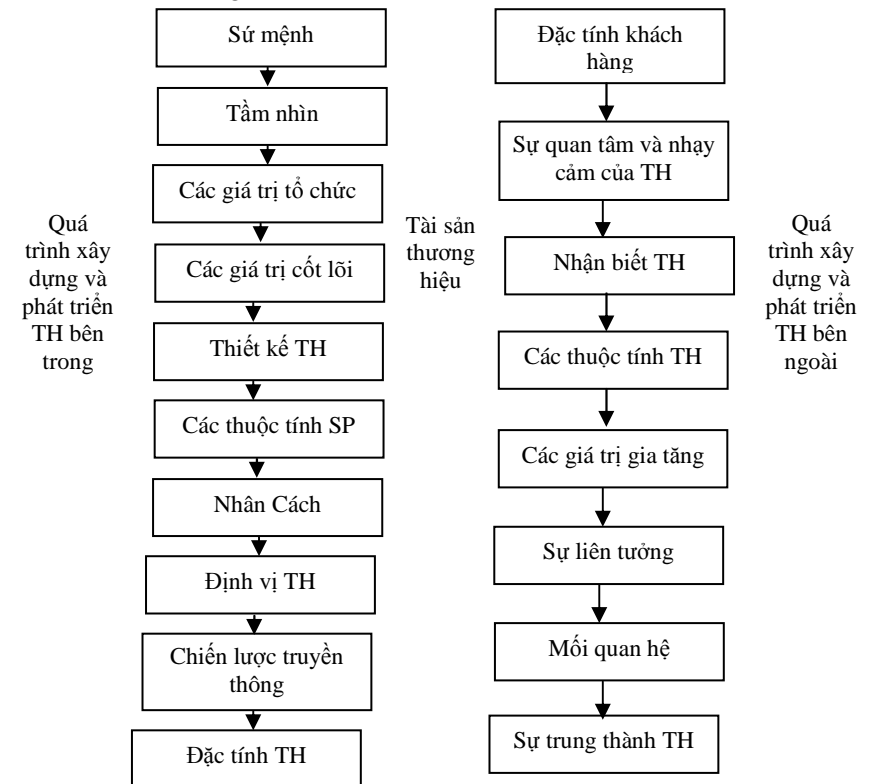 Quá
trình xây
dựng và
phát triển
TH bên
trong
Sứ mệnh
Tầm nhìn
Các giá trị tổ chức
Các giá trị cốt lõi
Thiết kế TH
Các thuộc tính SP
Nhân Cách
Định vị TH
Chiến lược truyền
thông
Đặc tính TH
Tài sản
thương
hiệu
Đặc tính khách
hàng
Sự quan tâm và nhạy
cảm của TH
Nhận biết TH
Các thuộc tính TH
Các giá trị gia tăng
Sự liên tưởng
Mối quan hệ
Sự trung thành TH
Quá
trình xây
dựng và
phát triển
TH bên
ngoài